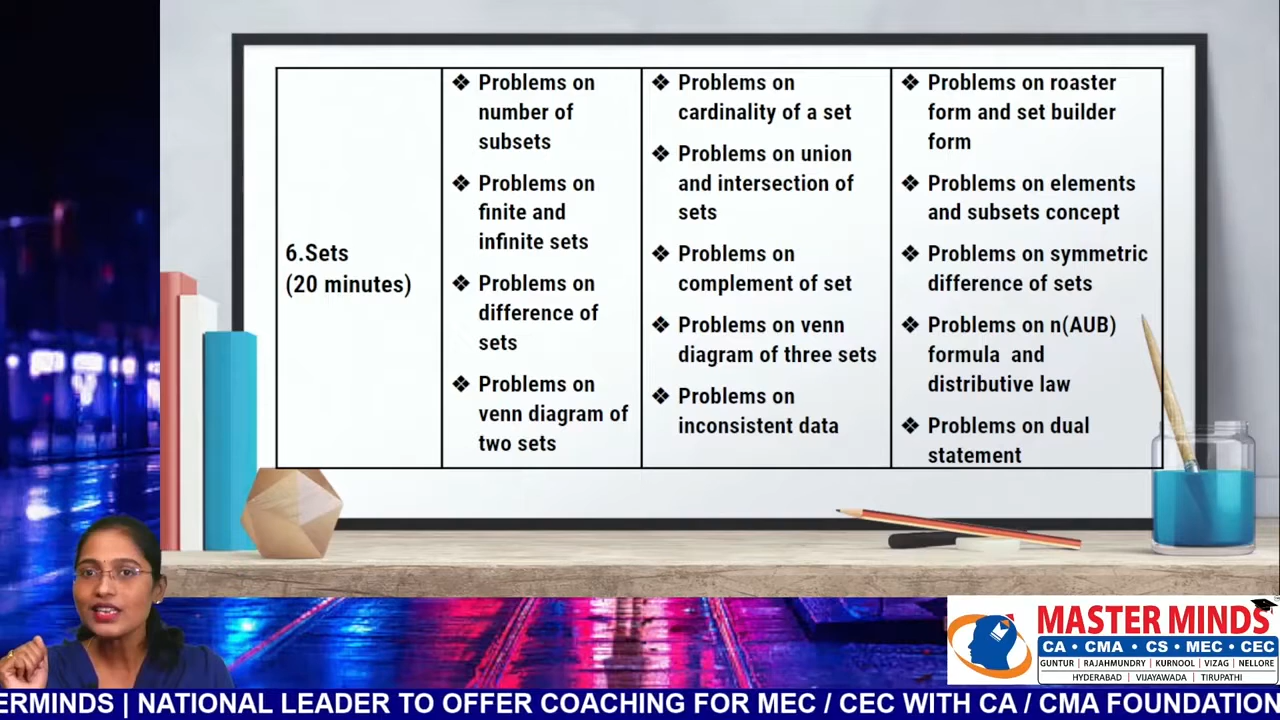 6.Sets
(20 minutes)
❖ Problems on
number of
subsets
❖ Problems on
finite and
infinite sets
❖ Problems on
difference of
sets
❖ Problems on
venn diagram of
two sets
❖ Problems on
cardinality of a set
❖ Problems on union
and intersection of
sets
❖ Problems on
complement of set
❖ Problems on venn
diagram of three sets
❖ Problems on
inconsistent data
❖ Problems on roaster
form and set builder
form
❖ Problems on elements
and subsets concept
❖ Problems on symmetric
difference of sets
❖ Problems on n(AUB)
formula and
distributive law
❖ Problems on dual
statement
MASTER MINDS
CA • CMA • CS • MEC • CEC
GUNTUR | RAJAHMUNDRY | KURNOOL | VIZAG | NELLORE
HYDERABAD | VIJAYAWADA | TIRUPATHI
ERMINDS | NATIONAL LEADER TO OFFER COACHING FOR MEC / CEC WITH CA / CMA FOUNDATION